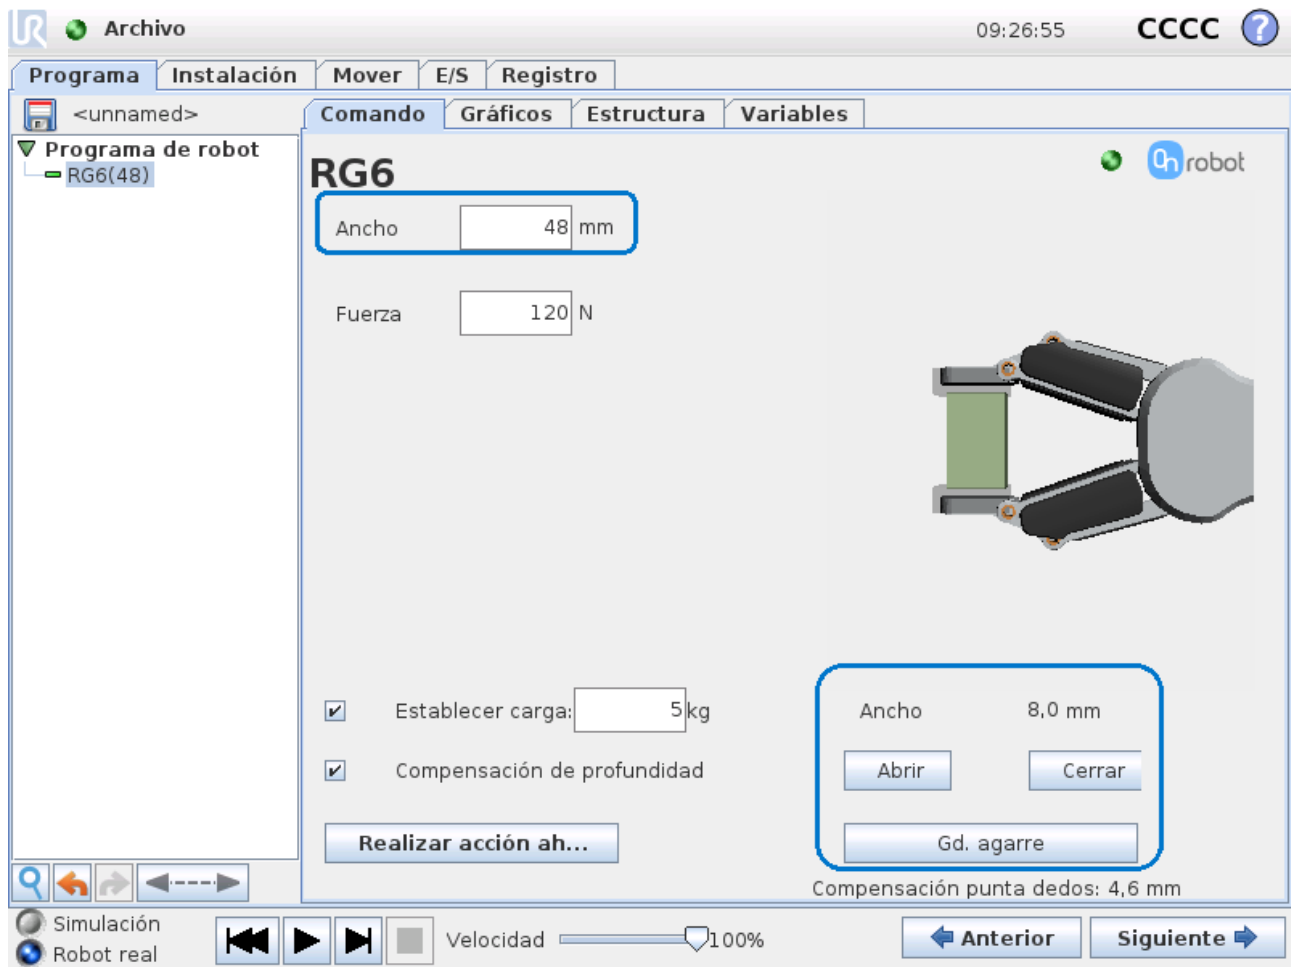 UR Archivo 09:26:55 CCCC ?
Programa Instalación Mover E/S Registro
<unnamed> Comando Gráficos Estructura Variables
Programa de robot
RG6(48)
RG6
On robot
Ancho 48 mm
Fuerza 120 N
Establecer carga: 5 kg
Compensación de profundidad
Realizar acción ah...
Ancho 8,0 mm
Abrir Cerrar
Gd. agarre
Compensación punta dedos: 4,6 mm
Simulación
Robot real
Velocidad 100%
Anterior Siguiente